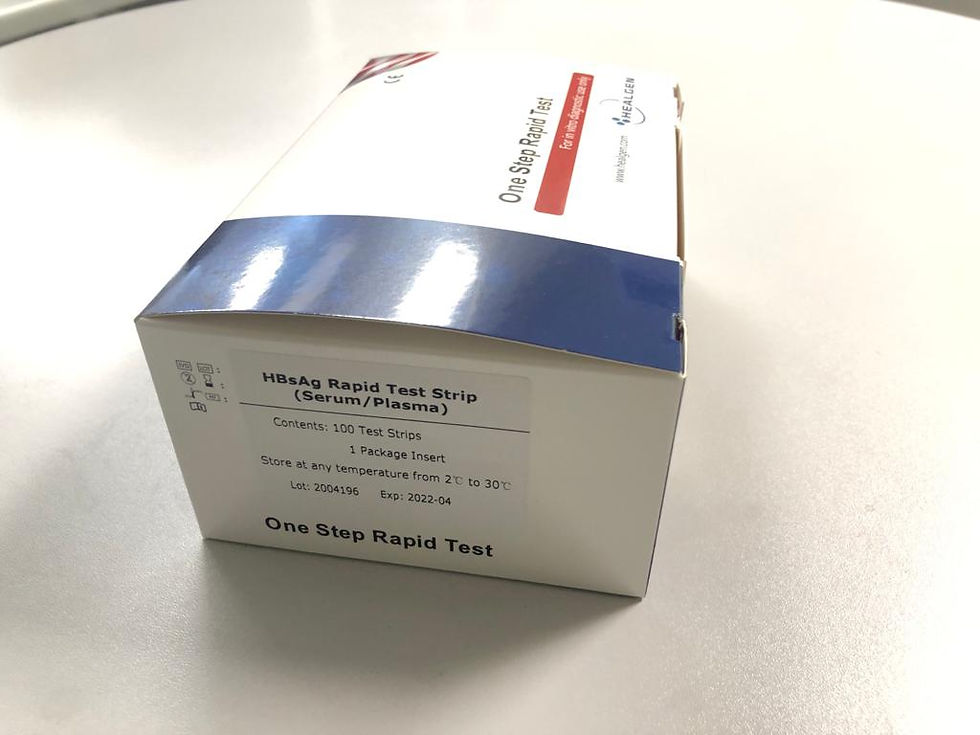 CE
One Step Rapid Test
For in vitro diagnostic use only
www.healgen.com
HEALGEN
HBsAg Rapid Test Strip
(Serum/Plasma)
Contents: 100 Test Strips
1 Package Insert
Store at any temperature from 2℃ to 30℃
Lot: 2004196 Exp: 2022-04
One Step Rapid Test